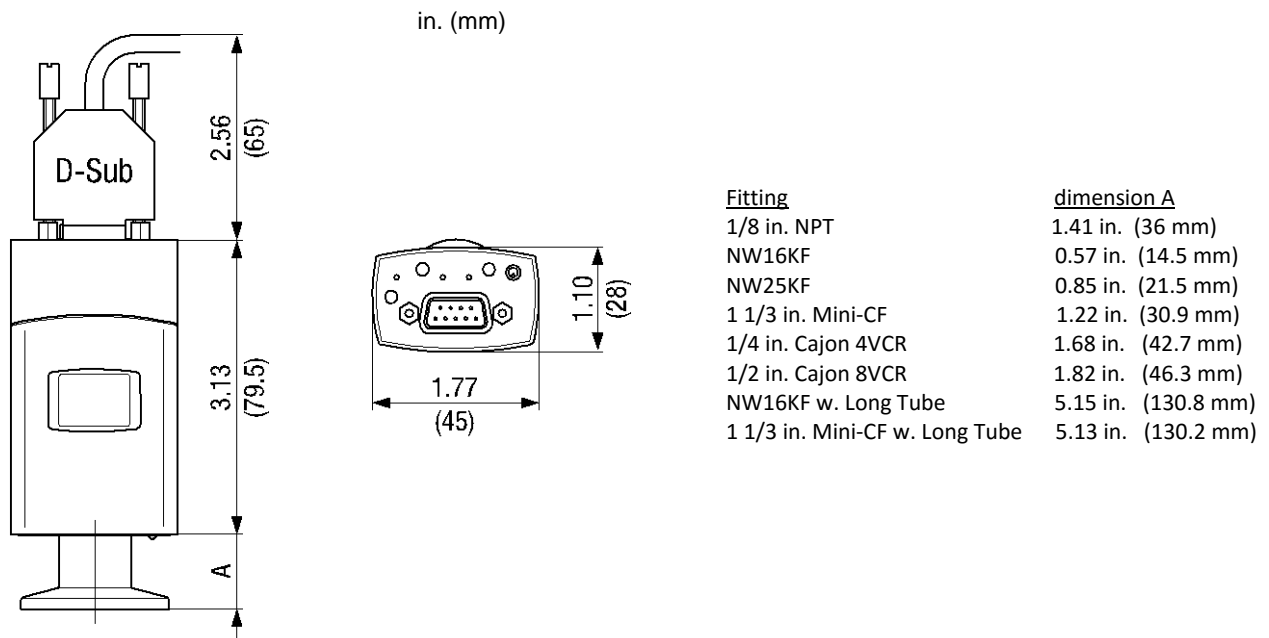 in. (mm)
2.56
(65)
D-Sub
3.13
(79.5)
A
1.10
(28)
1.77
(45)
Fitting dimension A
1/8 in. NPT 1.41 in. (36 mm)
NW16KF 0.57 in. (14.5 mm)
NW25KF 0.85 in. (21.5 mm)
1 1/3 in. Mini-CF 1.22 in. (30.9 mm)
1/4 in. Cajon 4VCR 1.68 in. (42.7 mm)
1/2 in. Cajon 8VCR 1.82 in. (46.3 mm)
NW16KF w. Long Tube 5.15 in. (130.8 mm)
1 1/3 in. Mini-CF w. Long Tube 5.13 in. (130.2 mm)